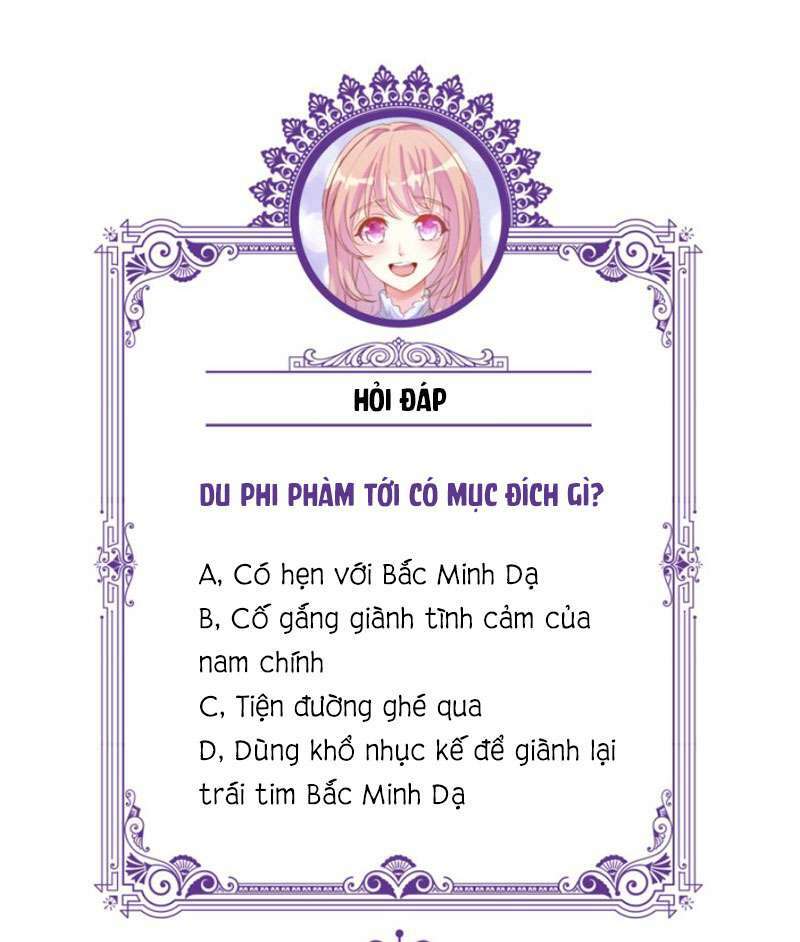 HỎI ĐÁP
DU PHI PHÀM TỚI CÓ MỤC ĐÍCH GÌ?
A, Có hẹn với Bắc Minh Dạ
B, Cố gắng giành tình cảm của
nam chính
C, Tiện đường ghé qua
D, Dùng khổ nhục kế để giành lại
trái tim Bắc Minh Dạ